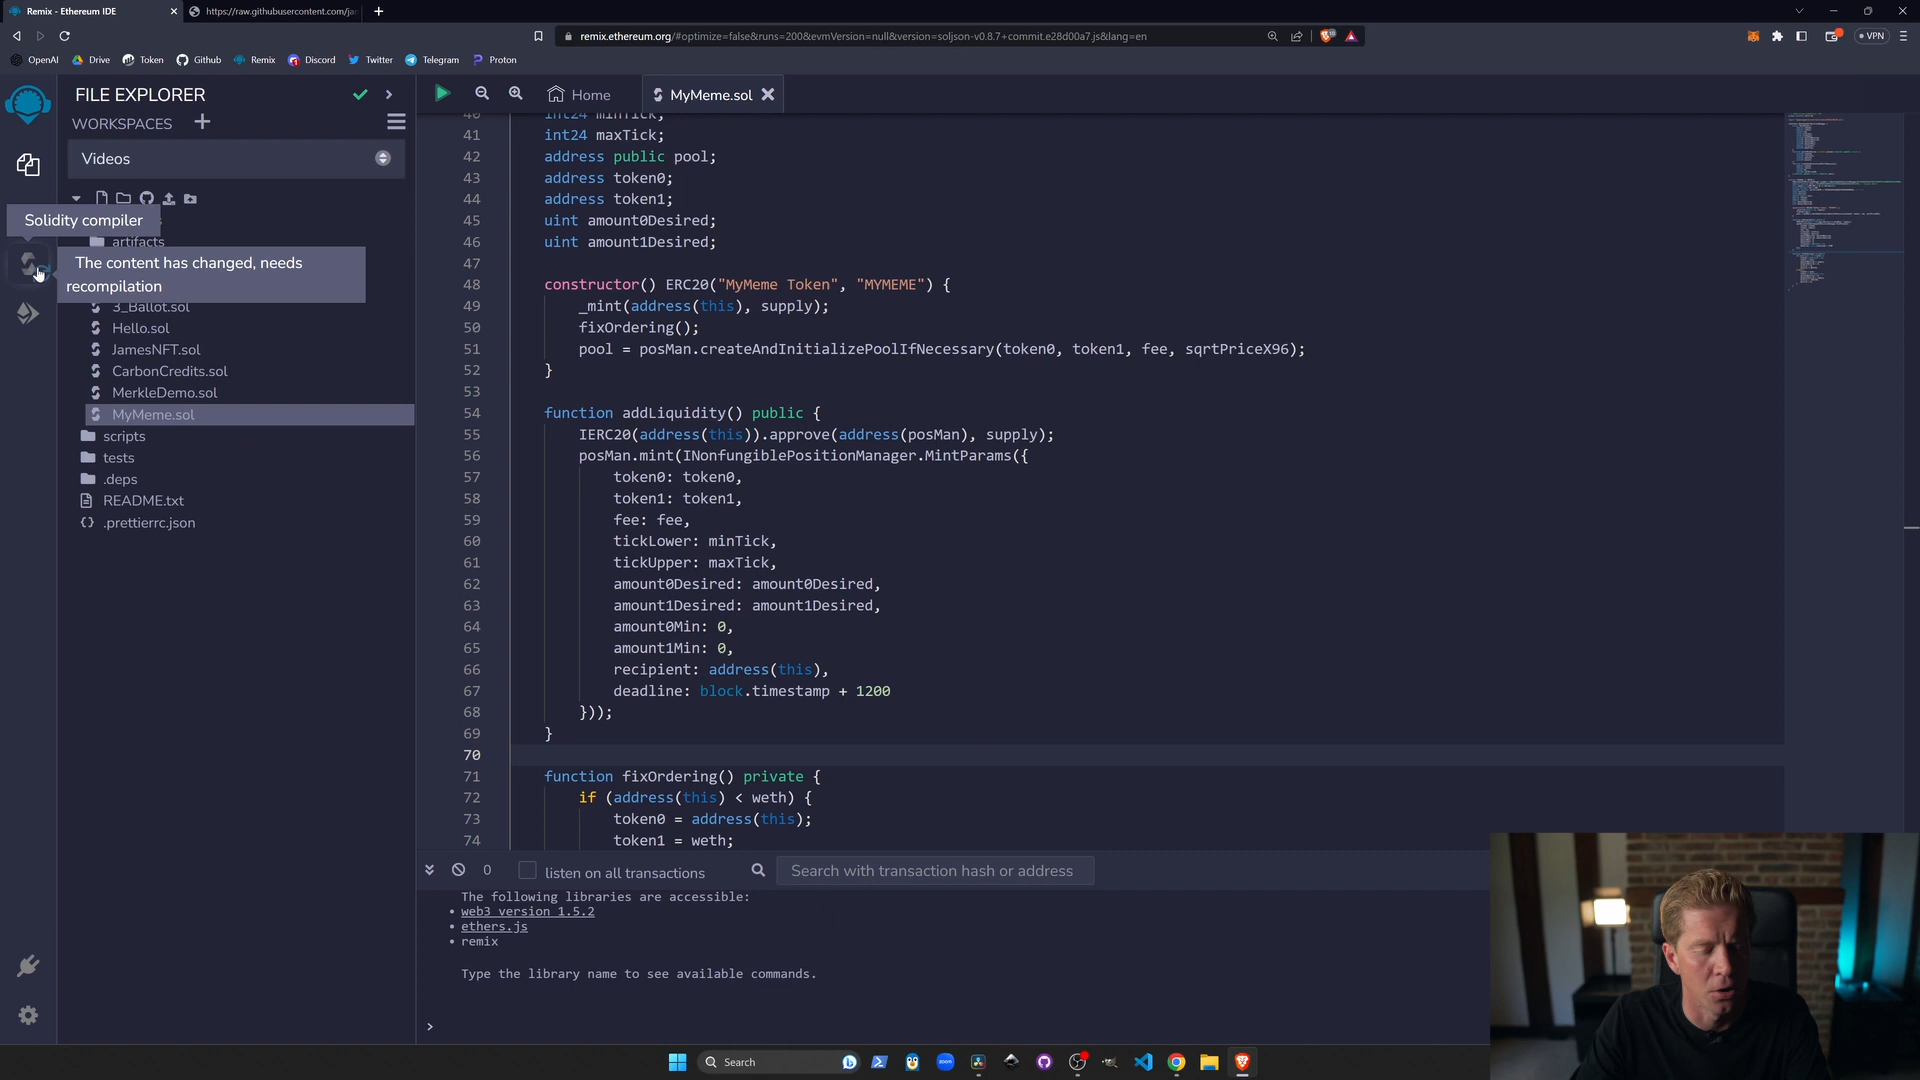 Remix - Ethereum IDE
https://raw.githubusercontent.com/ja
remix.ethereum.org/#optimize=false&runs=200&evmVersion=null&version=soljson-v0.8.7+commit.e28d00a7.js&lang=en
VPN
OpenAI
Drive
Token
Github
Remix
Discord
Twitter
Telegram
Proton
FILE EXPLORER
WORKSPACES
Videos
Solidity compiler
artifacts
The content has changed, needs
recompilation
3_Ballot.sol
Hello.sol
JamesNFT.sol
CarbonCredits.sol
MerkleDemo.sol
MyMeme.sol
scripts
tests
.deps
README.txt
.prettierrc.json
Home
MyMeme.sol
40 int24 minTick;
41 int24 maxTick;
42 address public pool;
43 address token0;
44 address token1;
45 uint amount0Desired;
46 uint amount1Desired;
47
48 constructor() ERC20("MyMeme Token", "MYMEME") {
49 _mint(address(this), supply);
50 fixOrdering();
51 pool = posMan.createAndInitializePoolIfNecessary(token0, token1, fee, sqrtPriceX96);
52 }
53
54 function addLiquidity() public {
55 IERC20(address(this)).approve(address(posMan), supply);
56 posMan.mint(INonfungiblePositionManager.MintParams({
57 token0: token0,
58 token1: token1,
59 fee: fee,
60 tickLower: minTick,
61 tickUpper: maxTick,
62 amount0Desired: amount0Desired,
63 amount1Desired: amount1Desired,
64 amount0Min: 0,
65 amount1Min: 0,
66 recipient: address(this),
67 deadline: block.timestamp + 1200
68 }));
69 }
70
71 function fixOrdering() private {
72 if (address(this) < weth) {
73 token0 = address(this);
74 token1 = weth;
0
listen on all transactions
Search with transaction hash or address
The following libraries are accessible:
• web3 version 1.5.2
• ethers.js
• remix
Type the library name to see available commands.
>
Search
zoom